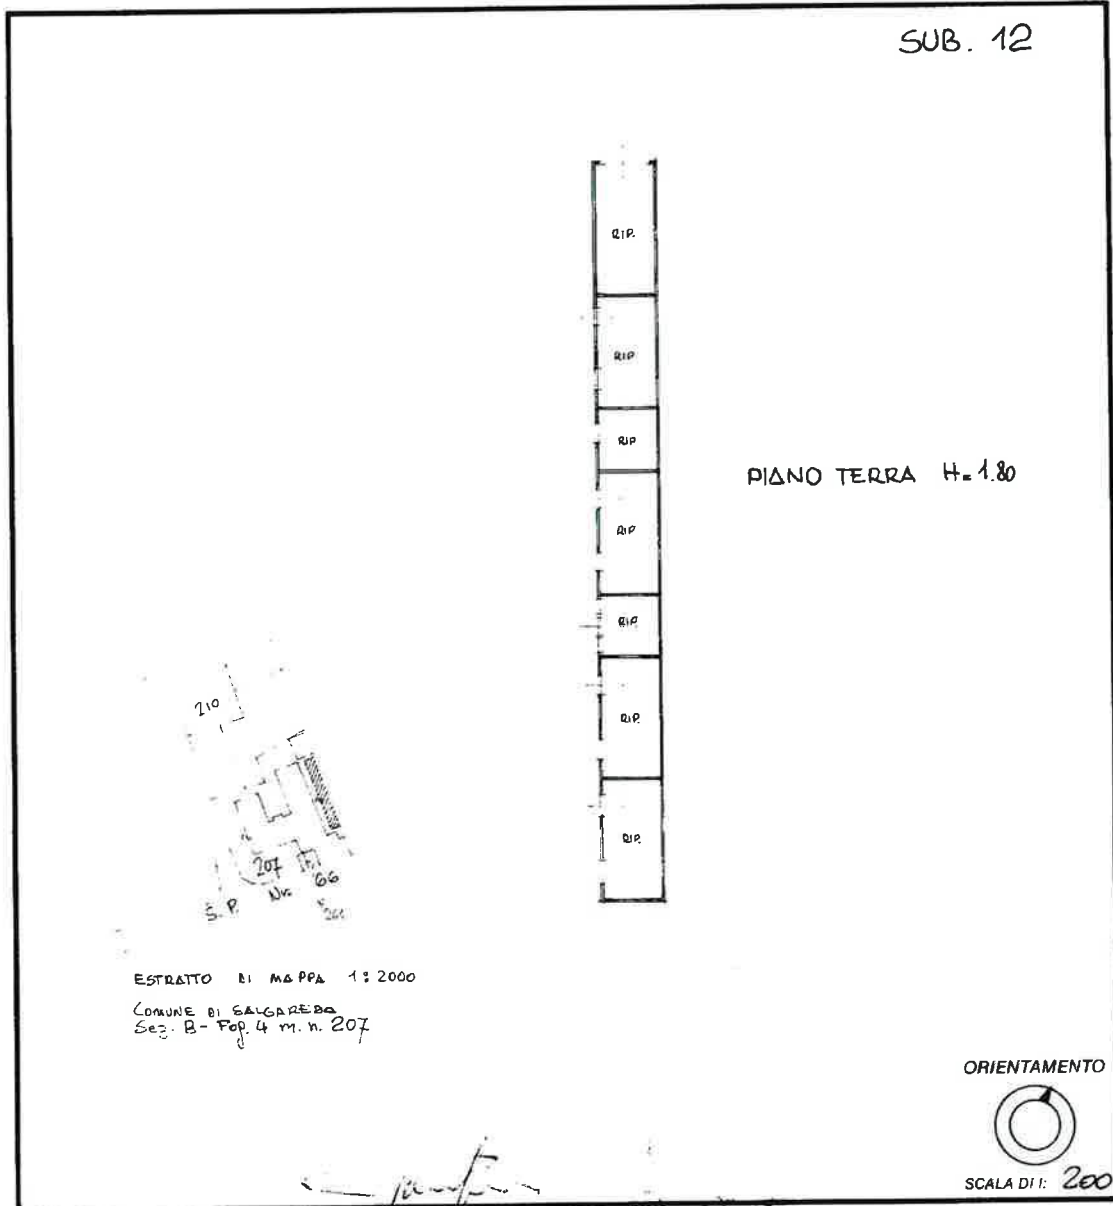 SUB. 12
RIP.
RIP
RIP
PIANO TERRA H=1.80
RIP
RIP.
RIP.
RIP.
210
207
66
Nr.
S. P.
ESTRATTO DI MAPPA 1:2000
COMUNE DI SALGAREDA
Sez. B - Fog. 4 m. n. 207
ORIENTAMENTO
SCALA DI 1: 200